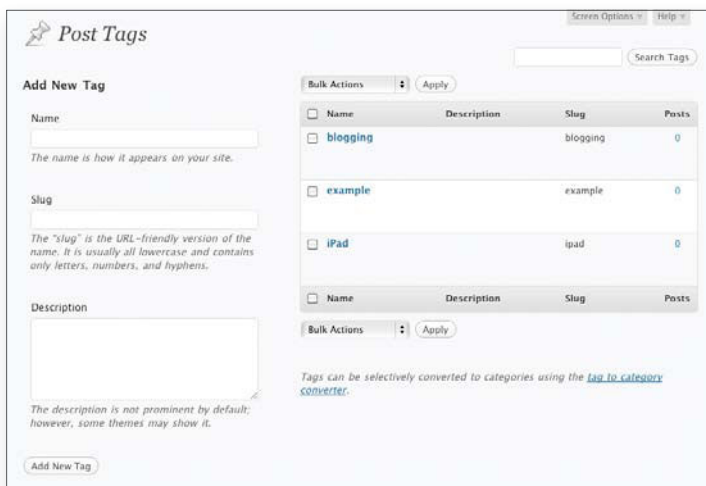 Screen Options Help
Post Tags
Search Tags
Add New Tag
Name
The name is how it appears on your site.
Slug
The "slug" is the URL-friendly version of the
name. It is usually all lowercase and contains
only letters, numbers, and hyphens.
Description
The description is not prominent by default;
however, some themes may show it.
Add New Tag
Bulk Actions Apply
Name Description Slug Posts
blogging blogging 0
example example 0
iPad ipad 0
Name Description Slug Posts
Bulk Actions Apply
Tags can be selectively converted to categories using the tag to category
converter.